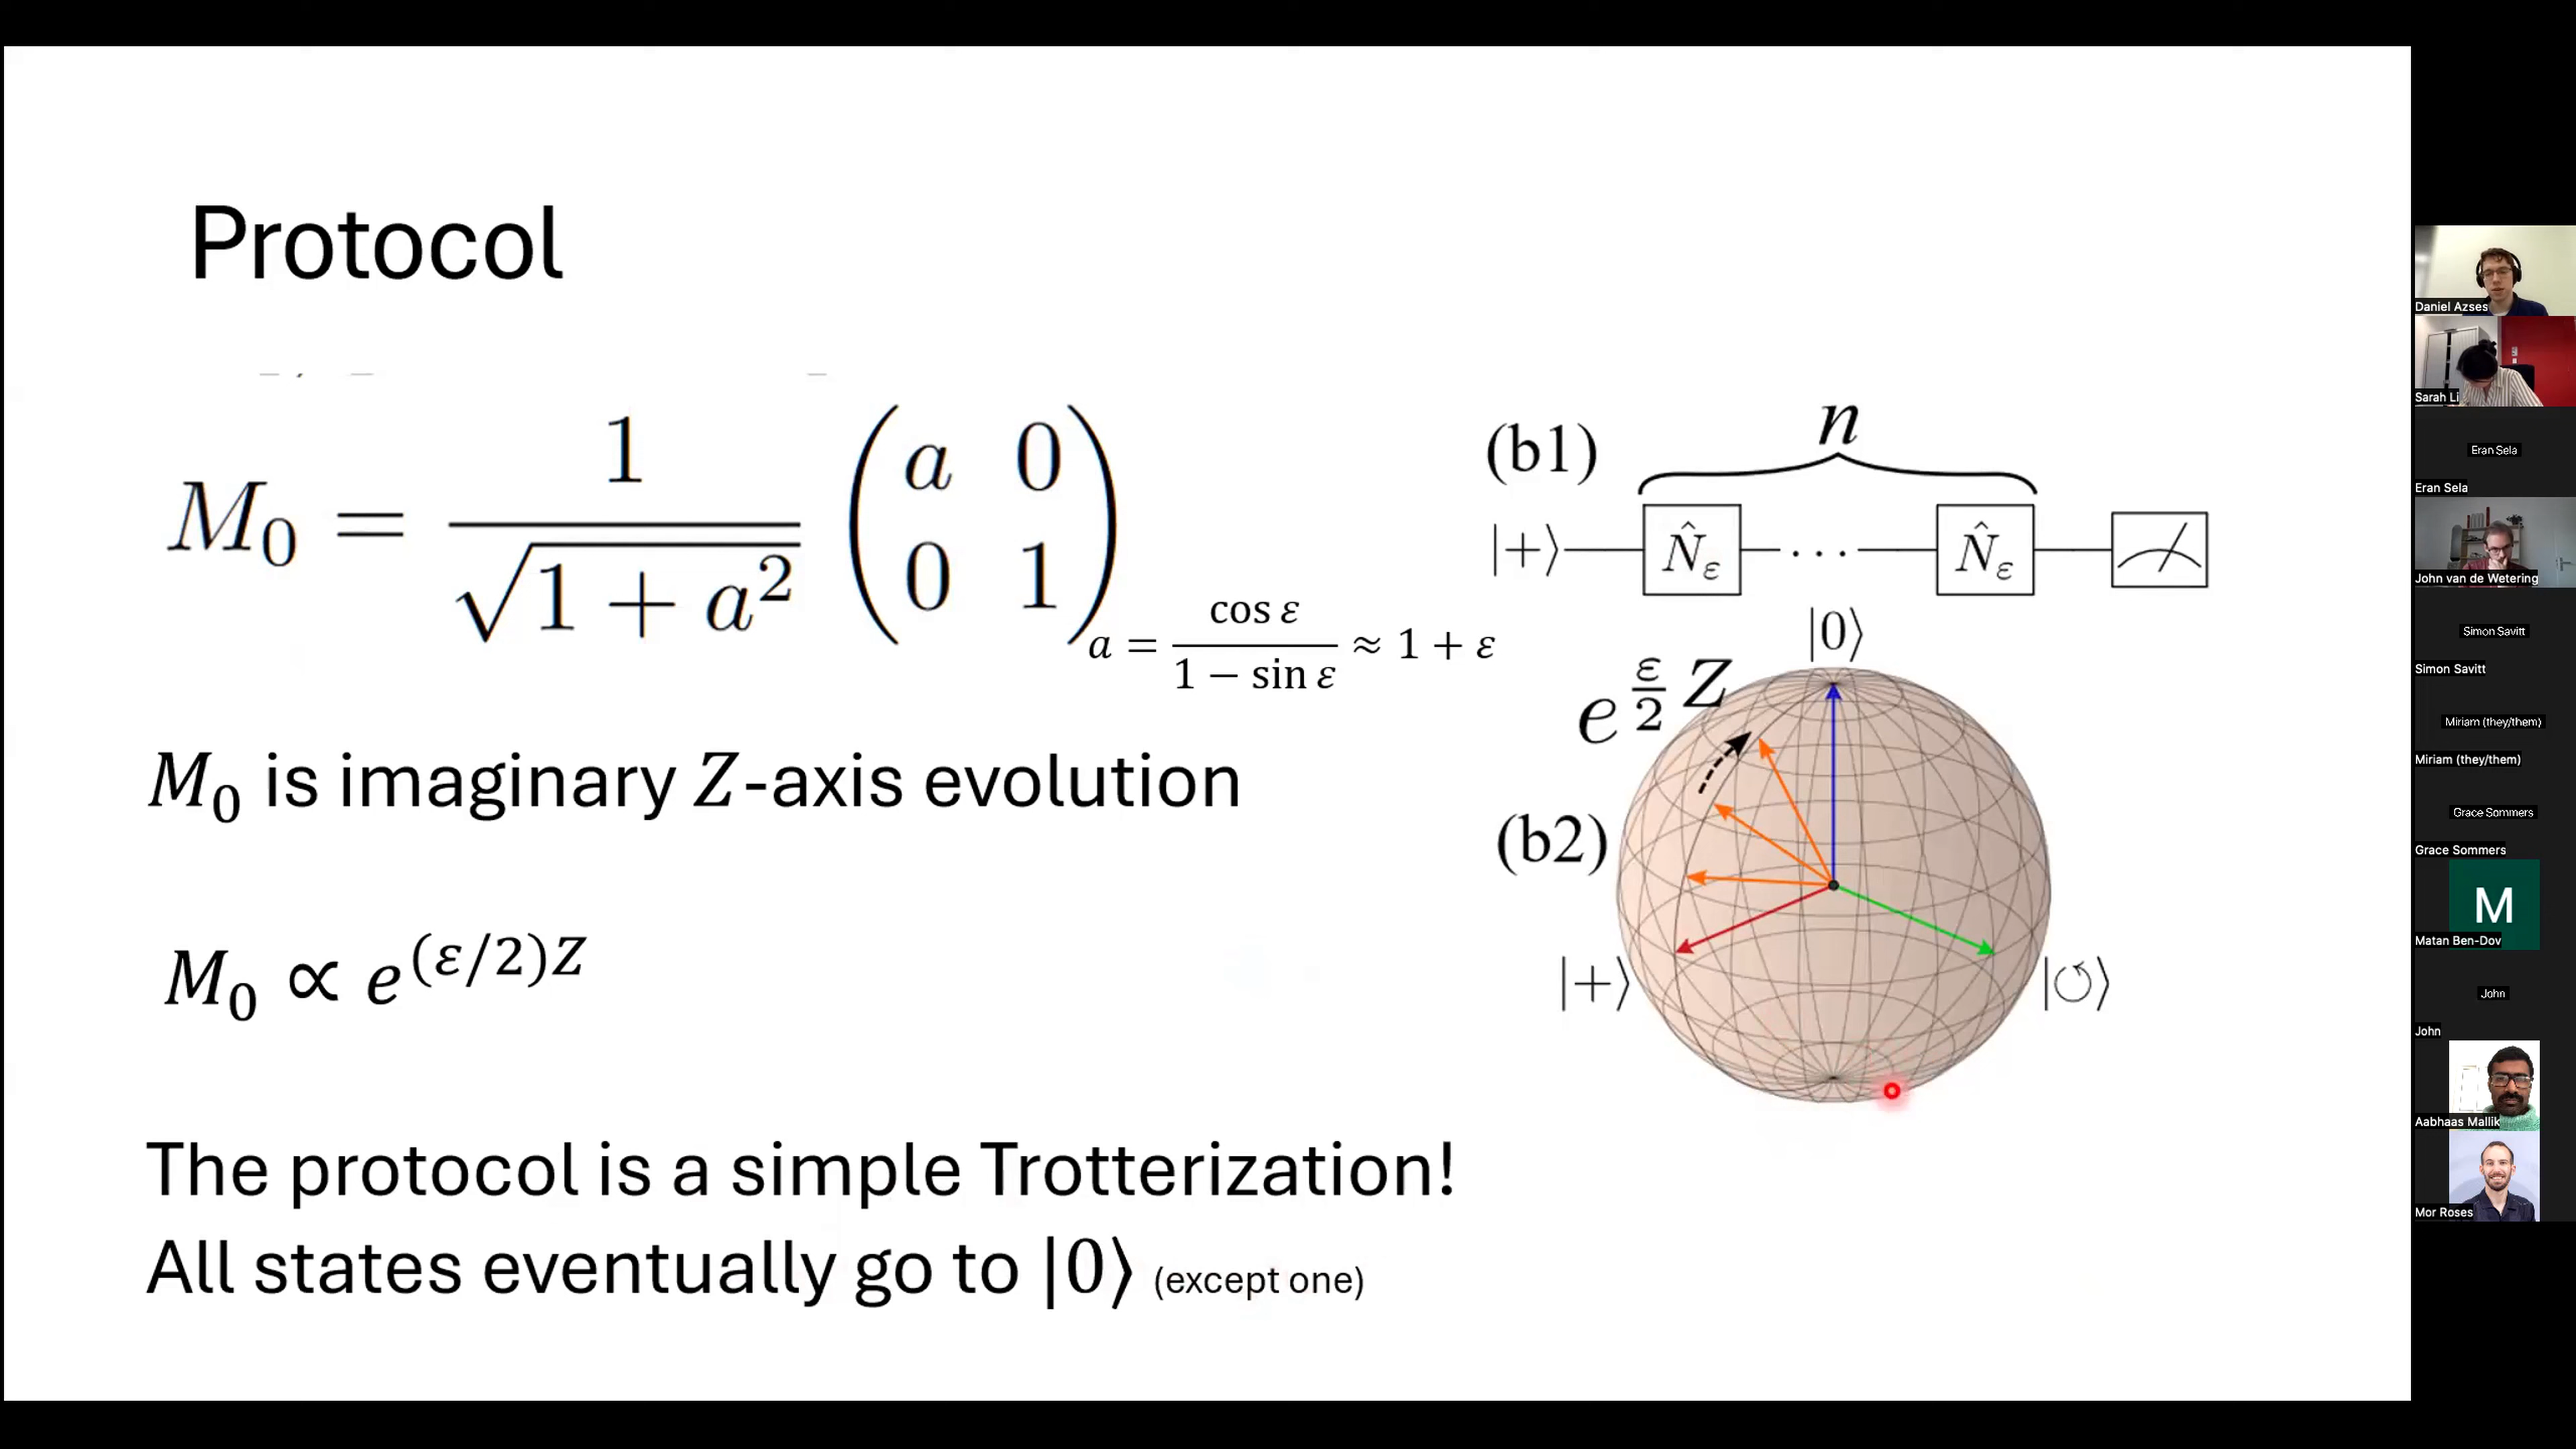 Protocol
M₀ = 1/√(1 + a²) (a 0
0 1)
a = cos ε / (1 − sin ε) ≈ 1 + ε
M₀ is imaginary Z-axis evolution
M₀ ∝ e^((ε/2)Z)
The protocol is a simple Trotterization!
All states eventually go to |0⟩ (except one)
(b1)
n
|+⟩ N̂ε ··· N̂ε
|0⟩
e^(ε/2 Z)
(b2)
|+⟩
|↺⟩
Daniel Azses
Sarah Li
Eran Sela
Eran Sela
John van de Wetering
Simon Savitt
Simon Savitt
Miriam (they/them)
Miriam (they/them)
Grace Sommers
Grace Sommers
M
Matan Ben-Dov
John
John
Aabhaas Mallik
Mor Roses